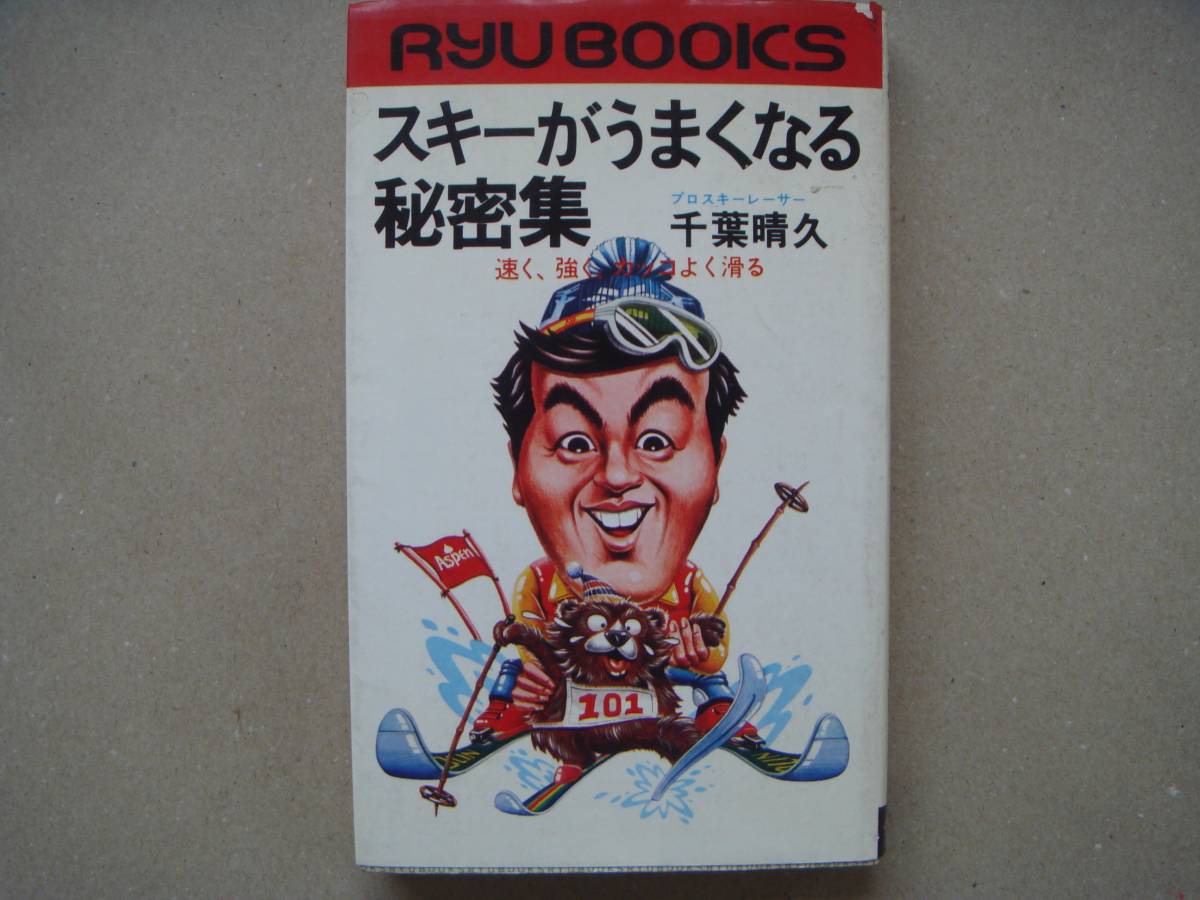 RYU BOOKS
スキーがうまくなる
秘密集
プロスキーレーサー
千葉晴久
速く、強く、カッコよく滑る
Aspen
101
SUN